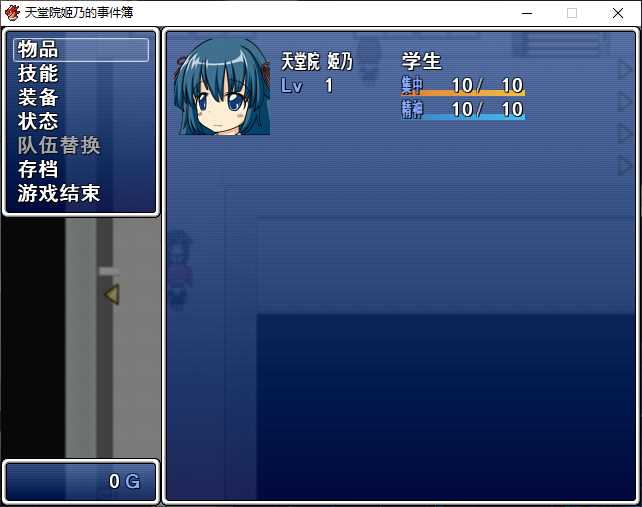 天堂院姫乃的事件簿
物品
技能
装备
状态
队伍替换
存档
游戏结束
天堂院 姬乃
学生
Lv 1
集中 10/ 10
精神 10/ 10
0 G